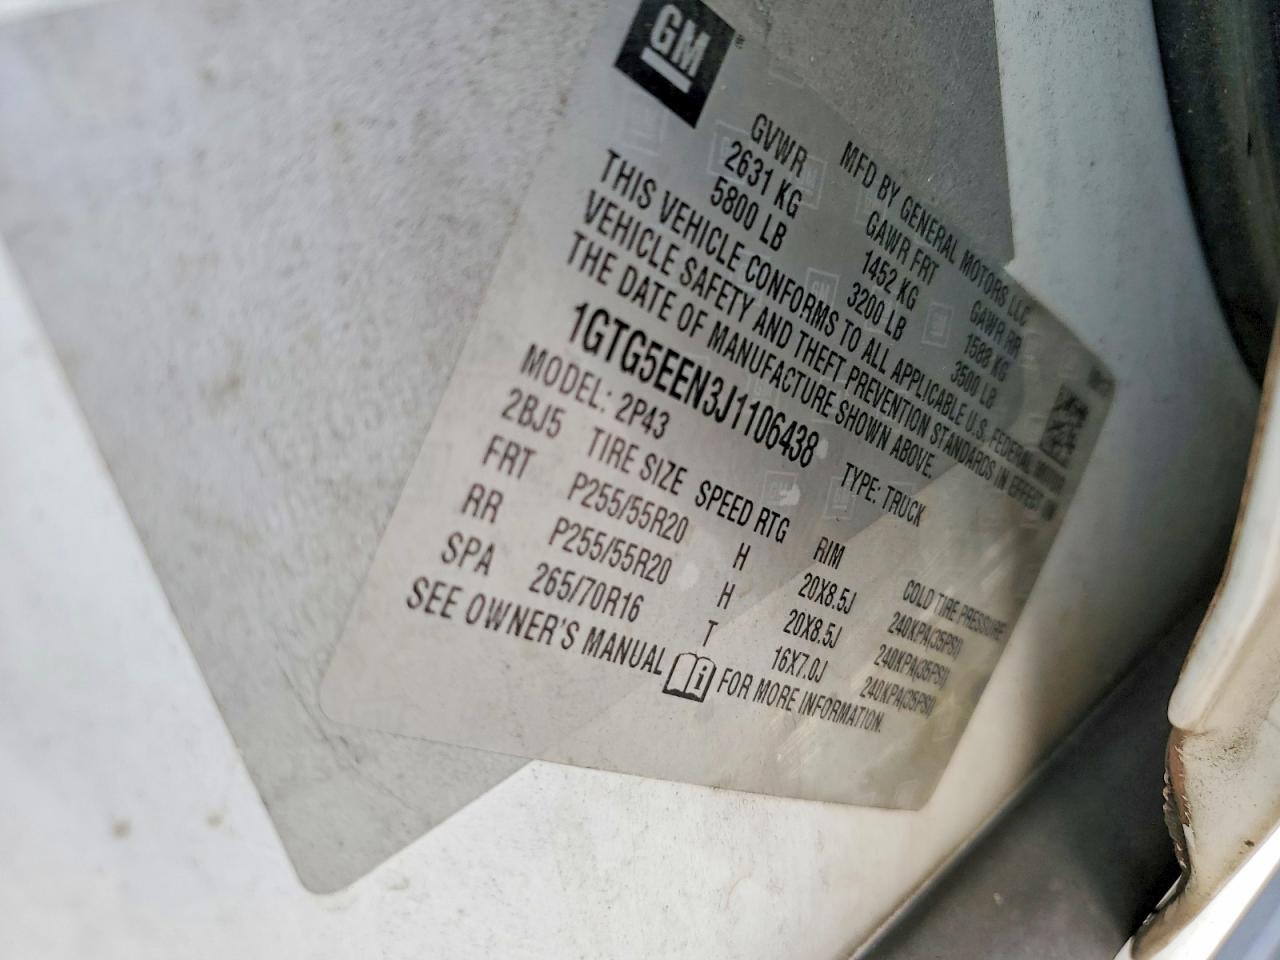 GM
MFD BY GENERAL MOTORS LLC
GVWR GAWR FRT GAWR RR
2631 KG 1452 KG 1588 KG
5800 LB 3200 LB 3500 LB
THIS VEHICLE CONFORMS TO ALL APPLICABLE U.S. FEDERAL MOTOR
VEHICLE SAFETY AND THEFT PREVENTION STANDARDS IN EFFECT ON
THE DATE OF MANUFACTURE SHOWN ABOVE.
1GTG5EEN3J1106438 TYPE: TRUCK
MODEL: 2P43
2BJ5 TIRE SIZE SPEED RTG RIM COLD TIRE PRESSURE
FRT P255/55R20 H 20X8.5J 240KPA(35PSI)
RR P255/55R20 H 20X8.5J 240KPA(35PSI)
SPA 265/70R16 T 16X7.0J 240KPA(35PSI)
SEE OWNER'S MANUAL FOR MORE INFORMATION.